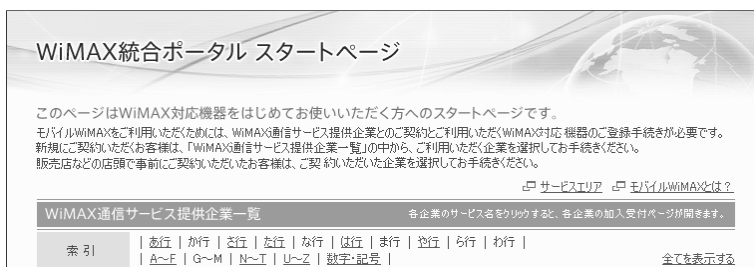 WiMAX統合ポータル スタートページ
このページはWiMAX対応機器をはじめてお使いいただく方へのスタートページです。
モバイルWiMAXをご利用いただくためには、WiMAX通信サービス提供企業とのご契約とご利用いただくWiMAX対応 機器のご登録手続きが必要です。
新規にご契約いただくお客様は、「WiMAX通信サービス提供企業一覧」の中から、ご利用いただく企業を選択してお手続きください。
販売店などの店頭で事前にご契約いただいたお客様は、ご契 約いただいた企業を選択してお手続きください。
サービスエリア モバイルWiMAXとは?
WiMAX通信サービス提供企業一覧 各企業のサービス名をクリックすると、各企業の加入受付ページが開きます。
索引 | あ行 | か行 | さ行 | た行 | な行 | は行 | ま行 | や行 | ら行 | わ行 |
| A~F | G~M | N~T | U~Z | 数字・記号 | 全てを表示する